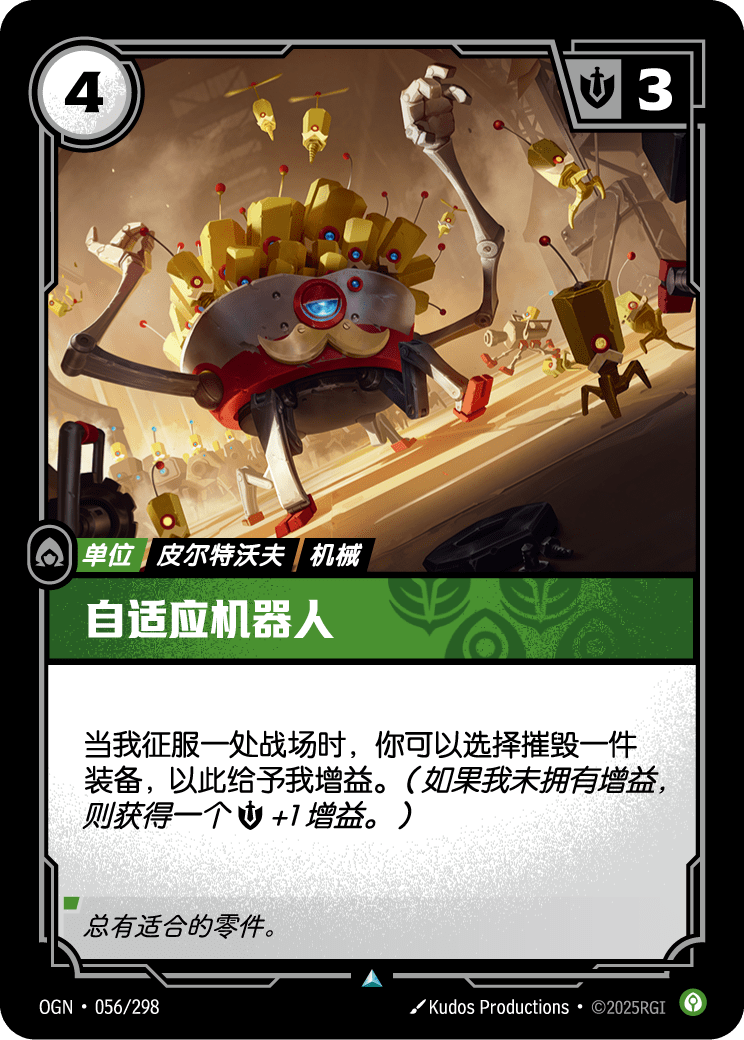 4
3
单位 皮尔特沃夫 机械
自适应机器人
当我征服一处战场时，你可以选择摧毁一件
装备，以此给予我增益。（如果我未拥有增益，
则获得一个 +1 增益。）
总有适合的零件。
OGN • 056/298 Kudos Productions • ©2025RGI